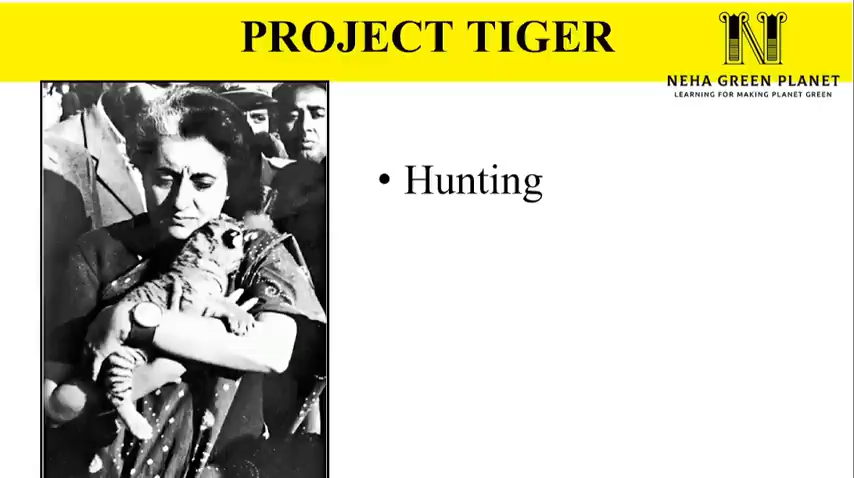 PROJECT TIGER
NEHA GREEN PLANET
LEARNING FOR MAKING PLANET GREEN
• Hunting